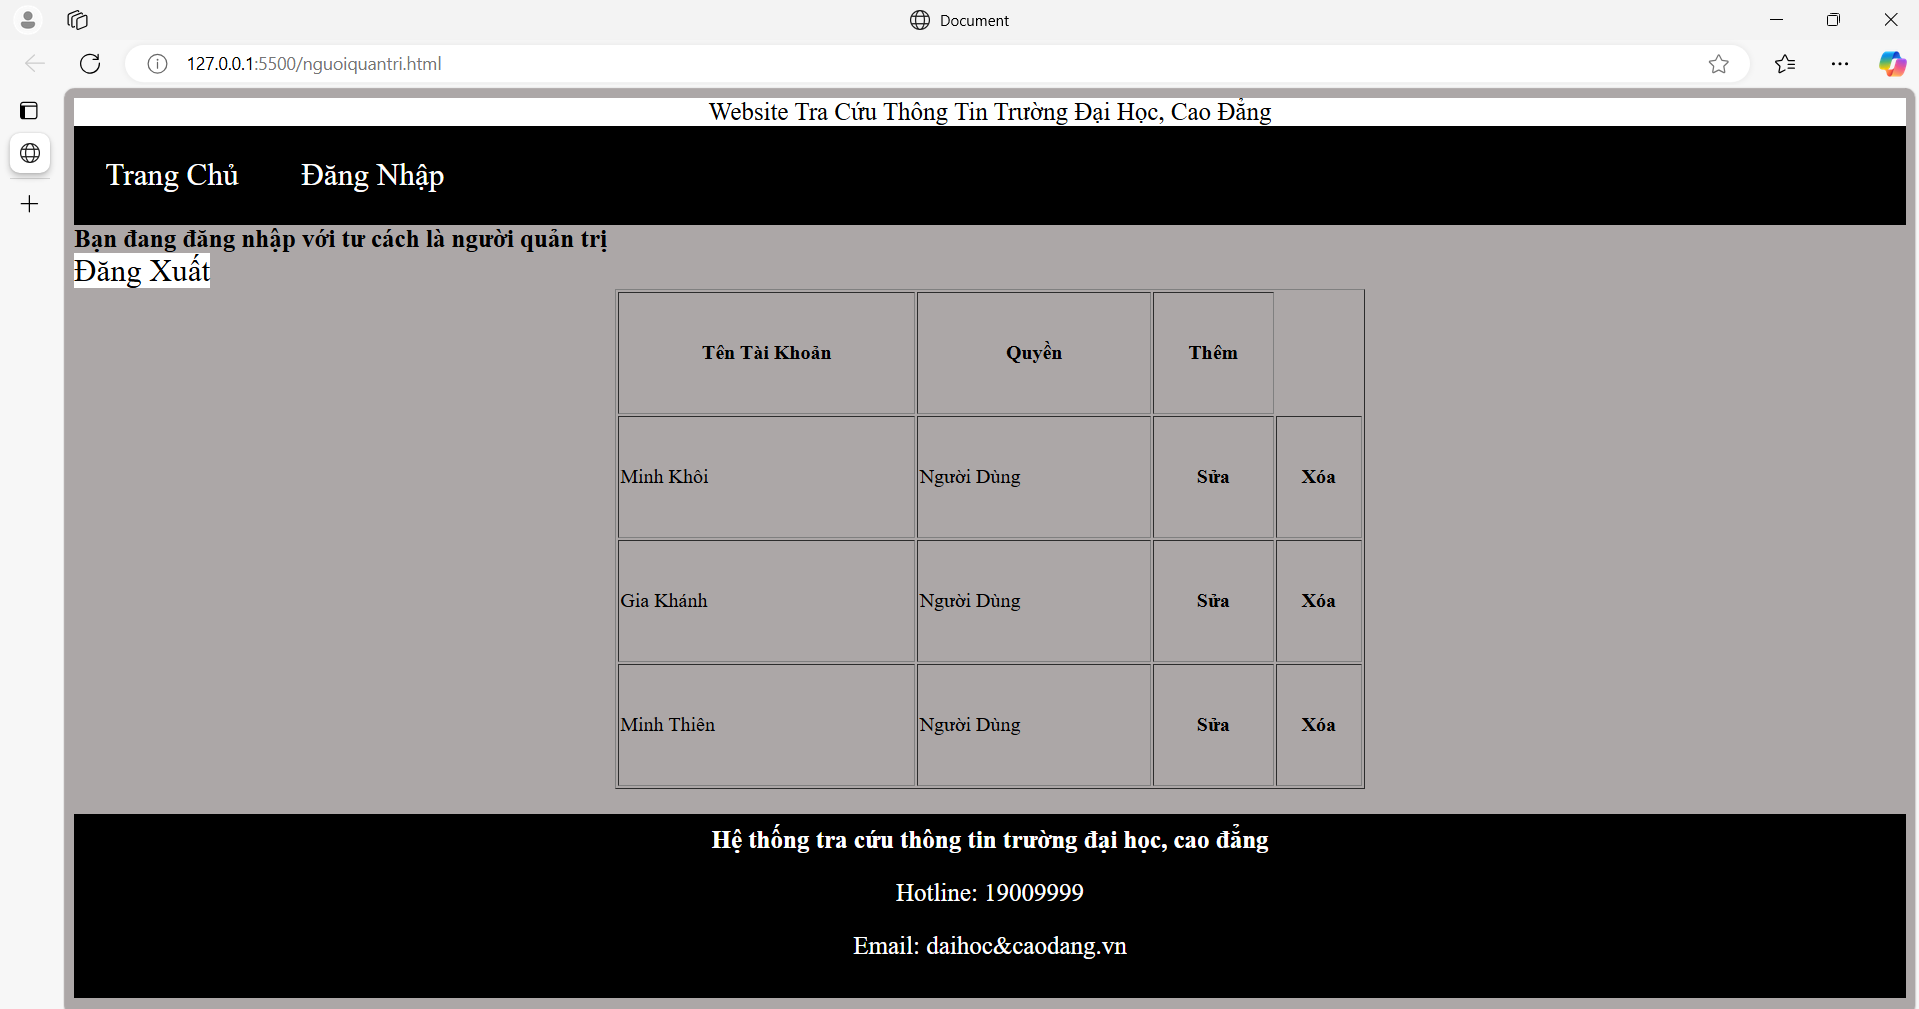 Document
127.0.0.1:5500/nguoiquantri.html
Website Tra Cứu Thông Tin Trường Đại Học, Cao Đẳng
Trang Chủ Đăng Nhập
Bạn đang đăng nhập với tư cách là người quản trị
Đăng Xuất
Tên Tài Khoản Quyền Thêm
Minh Khôi Người Dùng Sửa Xóa
Gia Khánh Người Dùng Sửa Xóa
Minh Thiên Người Dùng Sửa Xóa
Hệ thống tra cứu thông tin trường đại học, cao đẳng
Hotline: 19009999
Email: daihoc&caodang.vn